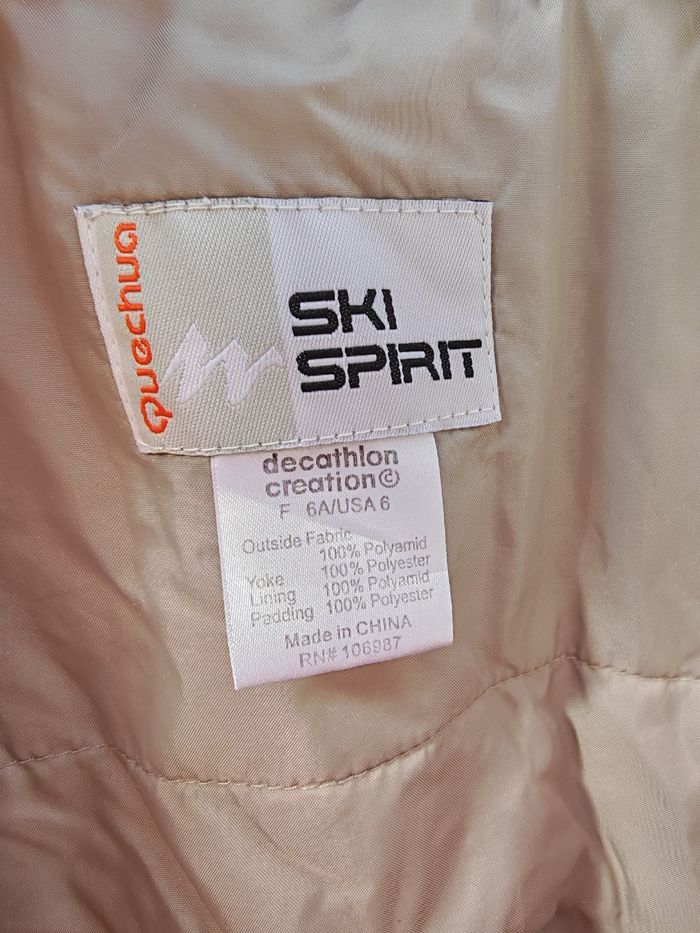 Quechua
SKI
SPIRIT
decathlon
creation©
F 6A/USA 6
Outside Fabric
100% Polyamid
Yoke 100% Polyester
Lining 100% Polyamid
Padding 100% Polyester
Made in CHINA
RN# 106987